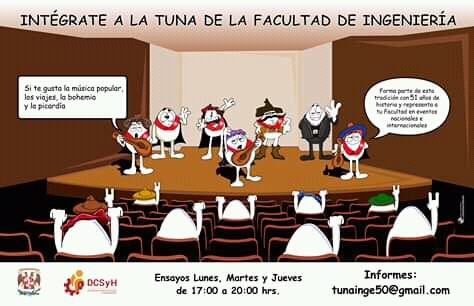 INTÉGRATE A LA TUNA DE LA FACULTAD DE INGENIERÍA
Si te gusta la música popular,
los viajes, la bohemia
y la picardía
Forma parte de esta
tradición con 51 años de
historia y representa a
tu Facultad en eventos
nacionales e
internacionales
DCSyH
Ensayos Lunes, Martes y Jueves
de 17:00 a 20:00 hrs.
Informes:
tunainge50@gmail.com